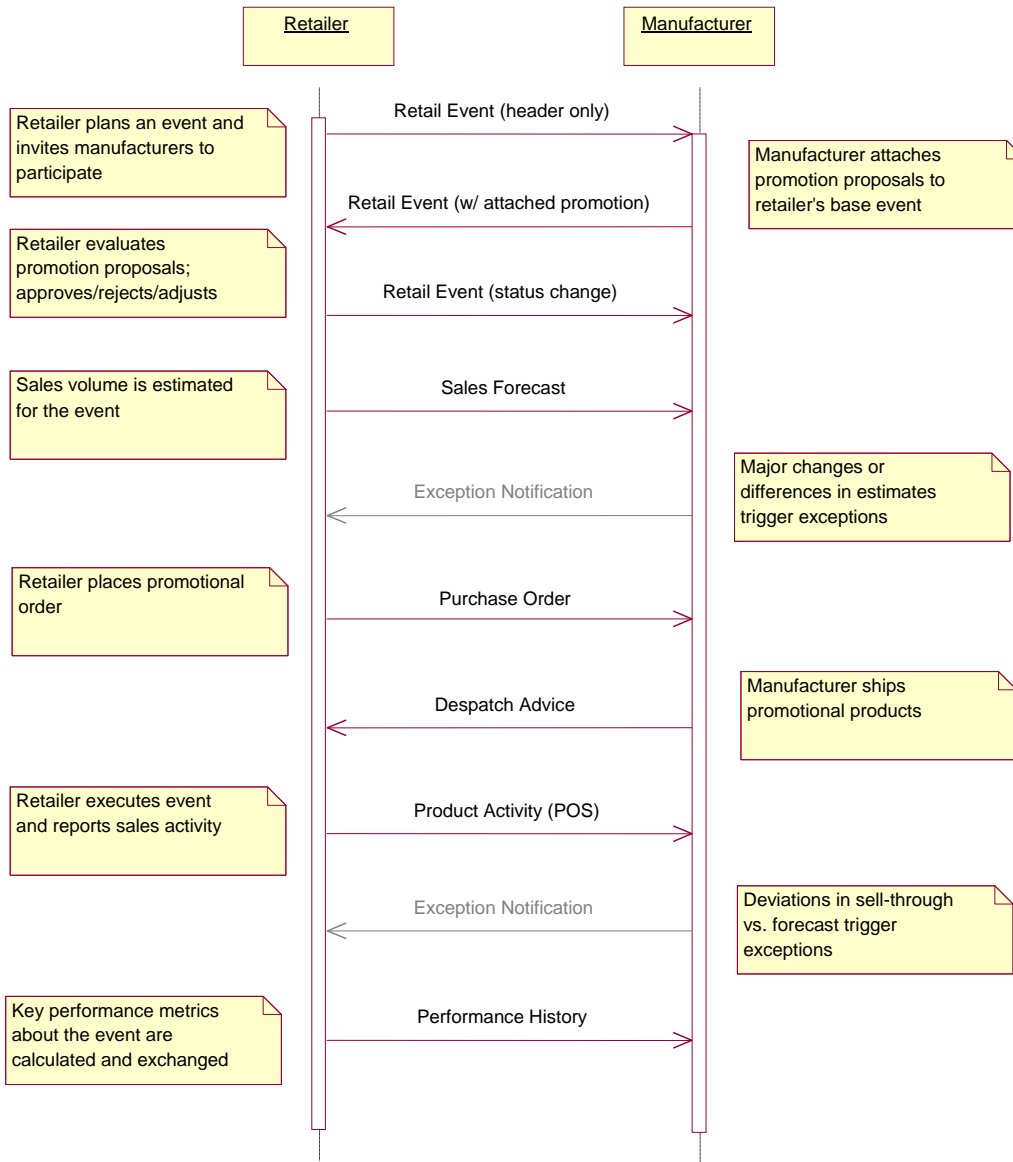 Retailer
Manufacturer
Retail Event (header only)
Retailer plans an event and
invites manufacturers to
participate
Manufacturer attaches
promotion proposals to
retailer's base event
Retail Event (w/ attached promotion)
Retailer evaluates
promotion proposals;
approves/rejects/adjusts
Retail Event (status change)
Sales volume is estimated
for the event
Sales Forecast
Major changes or
differences in estimates
trigger exceptions
Exception Notification
Retailer places promotional
order
Purchase Order
Manufacturer ships
promotional products
Despatch Advice
Retailer executes event
and reports sales activity
Product Activity (POS)
Deviations in sell-through
vs. forecast trigger
exceptions
Exception Notification
Key performance metrics
about the event are
calculated and exchanged
Performance History